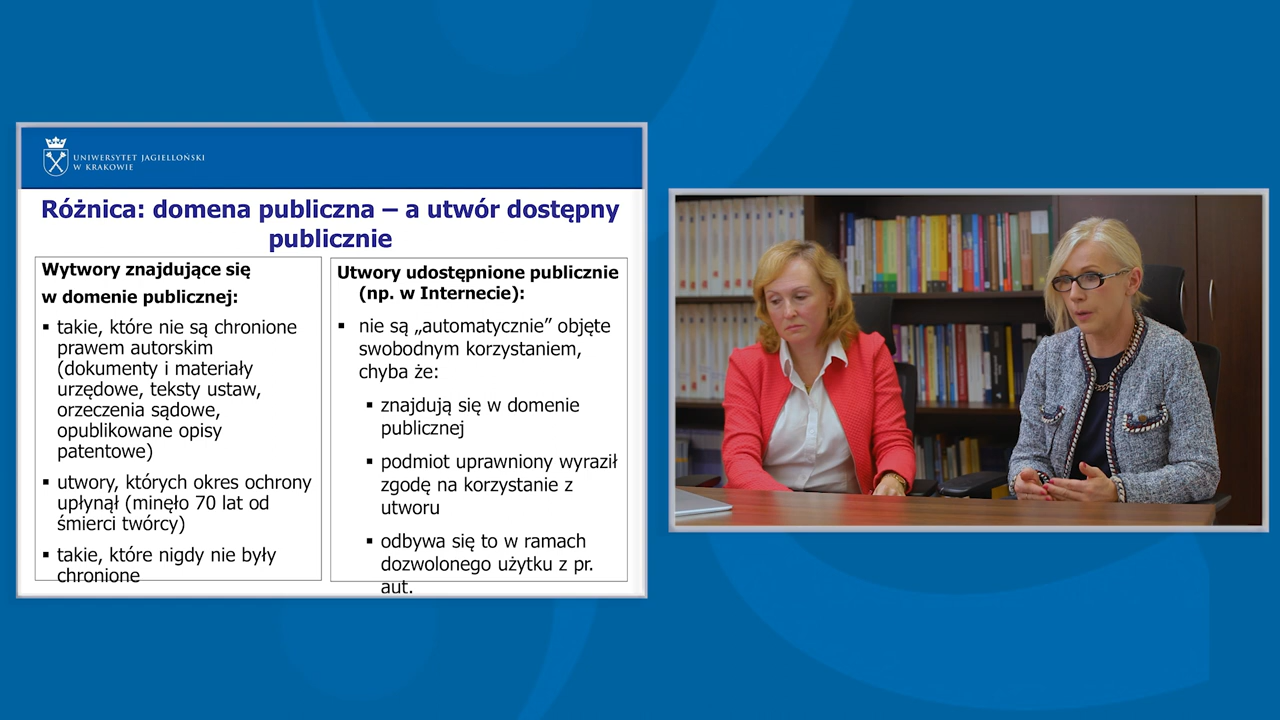 UNIWERSYTET JAGIELLOŃSKI
W KRAKOWIE
Różnica: domena publiczna – a utwór dostępny
publicznie
Wytwory znajdujące się
w domenie publicznej:
▪ takie, które nie są chronione
prawem autorskim
(dokumenty i materiały
urzędowe, teksty ustaw,
orzeczenia sądowe,
opublikowane opisy
patentowe)
▪ utwory, których okres ochrony
upłynął (minęło 70 lat od
śmierci twórcy)
▪ takie, które nigdy nie były
chronione
Utwory udostępnione publicznie
(np. w Internecie):
▪ nie są „automatycznie” objęte
swobodnym korzystaniem,
chyba że:
▪ znajdują się w domenie
publicznej
▪ podmiot uprawniony wyraził
zgodę na korzystanie z
utworu
▪ odbywa się to w ramach
dozwolonego użytku z pr.
aut.